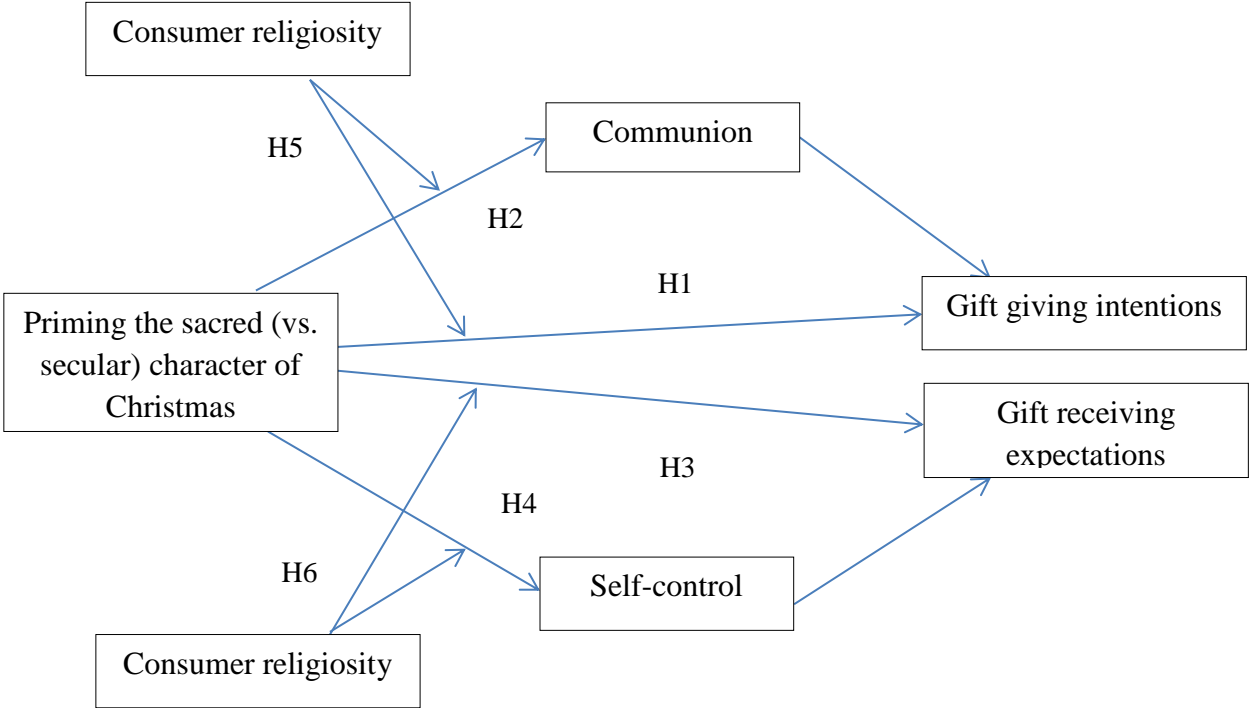 Consumer religiosity
Communion
H5
H2
H1
Gift giving intentions
Priming the sacred (vs.
secular) character of
Christmas
Gift receiving
expectations
H3
H4
H6
Self-control
Consumer religiosity